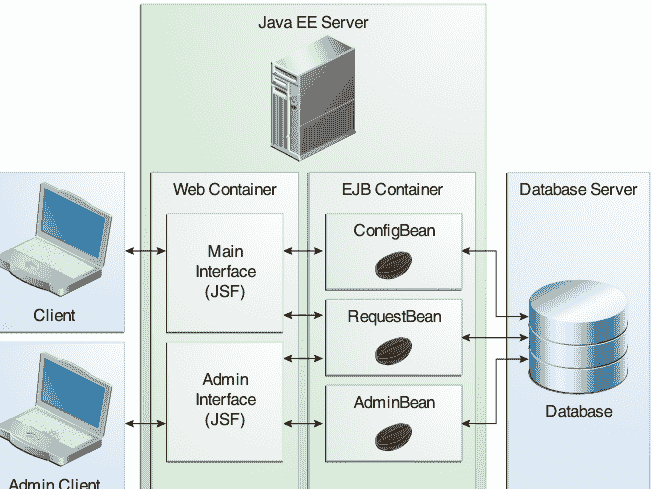 Java EE Server
Web Container
EJB Container
Database Server
Main
Interface
(JSF)
ConfigBean
Client
RequestBean
Admin
Interface
(JSF)
AdminBean
Database
Admin Client